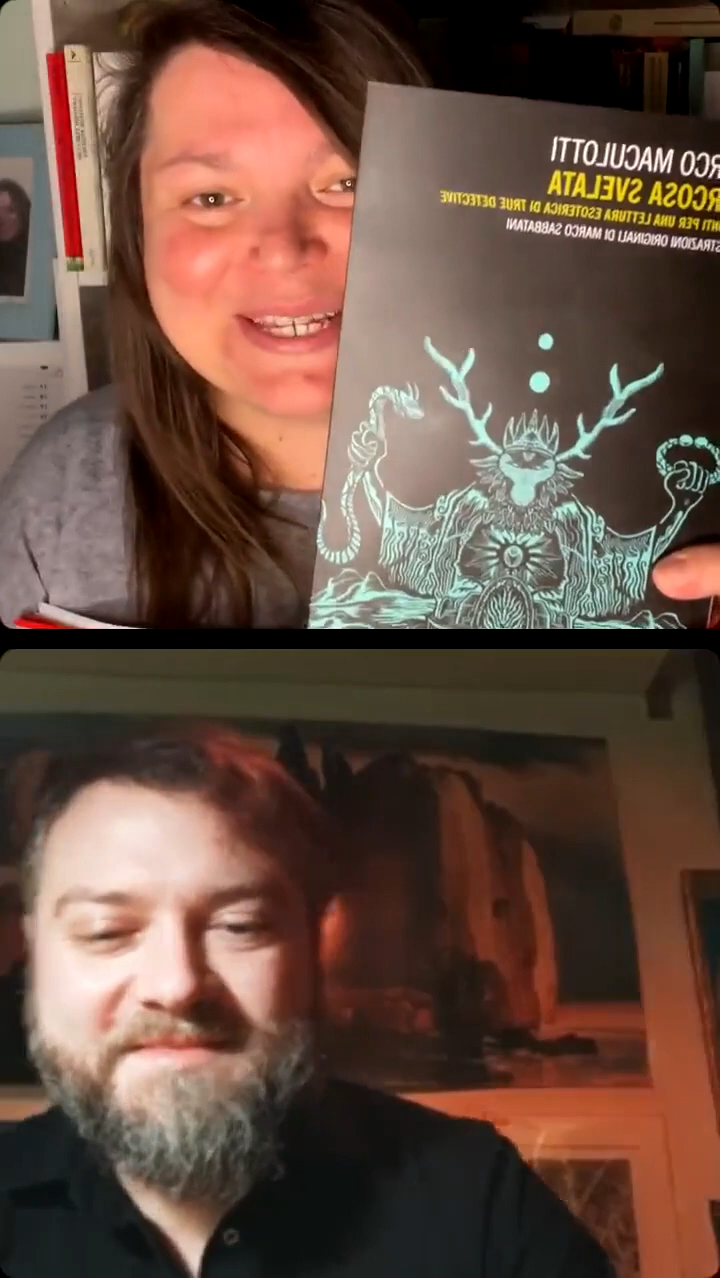 RCO MACULOTTI
RCOSA SVELATA
NTI PER UNA LETTURA ESOTERICA DI TRUE DETECTIVE
STRAZIONI ORIGINALI DI MARCO SABBATANI